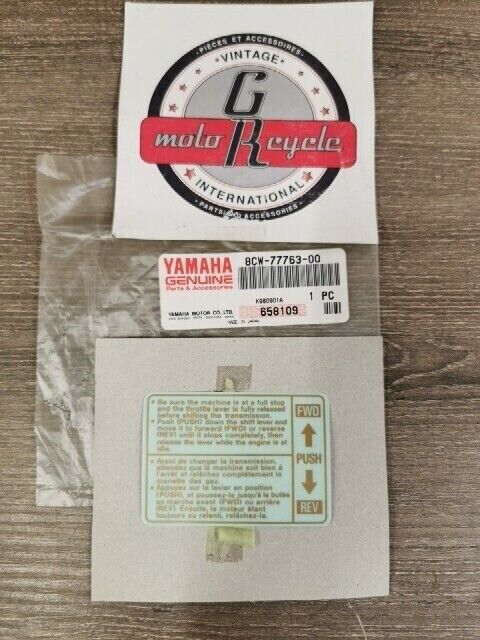 PIÈCES ET ACCESSOIRES
VINTAGE
GR
moto cycle
INTERNATIONAL
PARTS AND ACCESSORIES
YAMAHA
GENUINE
Parts & Accessories
8CW-77763-00
K980901A
1 PC
YAMAHA MOTOR CO.,LTD.
658109
MADE IN JAPAN
• Be sure the machine is at a full stop
and the throttle lever is fully released
before shifting the transmission.
• Push (PUSH) down the shift lever and
move it to forward (FWD) or reverse
(REV) until it stops completely, then
release the lever while the engine is at
idle.
• Avant de changer la transmission,
attendez que la machine soit bien à
l'arrêt et relâchez complètement la
manette des gaz.
• Appuyez sur le levier en position
(PUSH), et poussez-le jusqu'à la butée
en marche avant (FWD) ou arrière
(REV). Ensuite, le moteur étant
toujours au ralenti, relâchez-le.
FWD
PUSH
REV